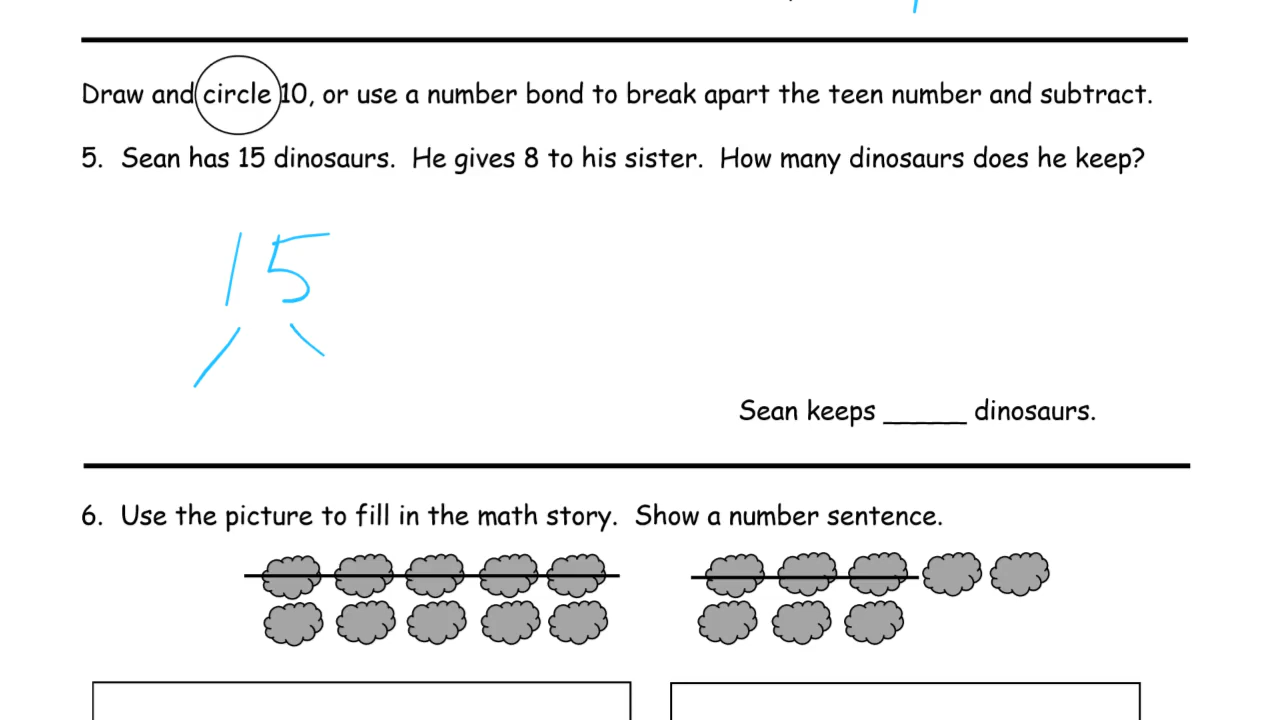 Draw and circle 10, or use a number bond to break apart the teen number and subtract.
5. Sean has 15 dinosaurs. He gives 8 to his sister. How many dinosaurs does he keep?
15
Sean keeps ______ dinosaurs.
6. Use the picture to fill in the math story. Show a number sentence.